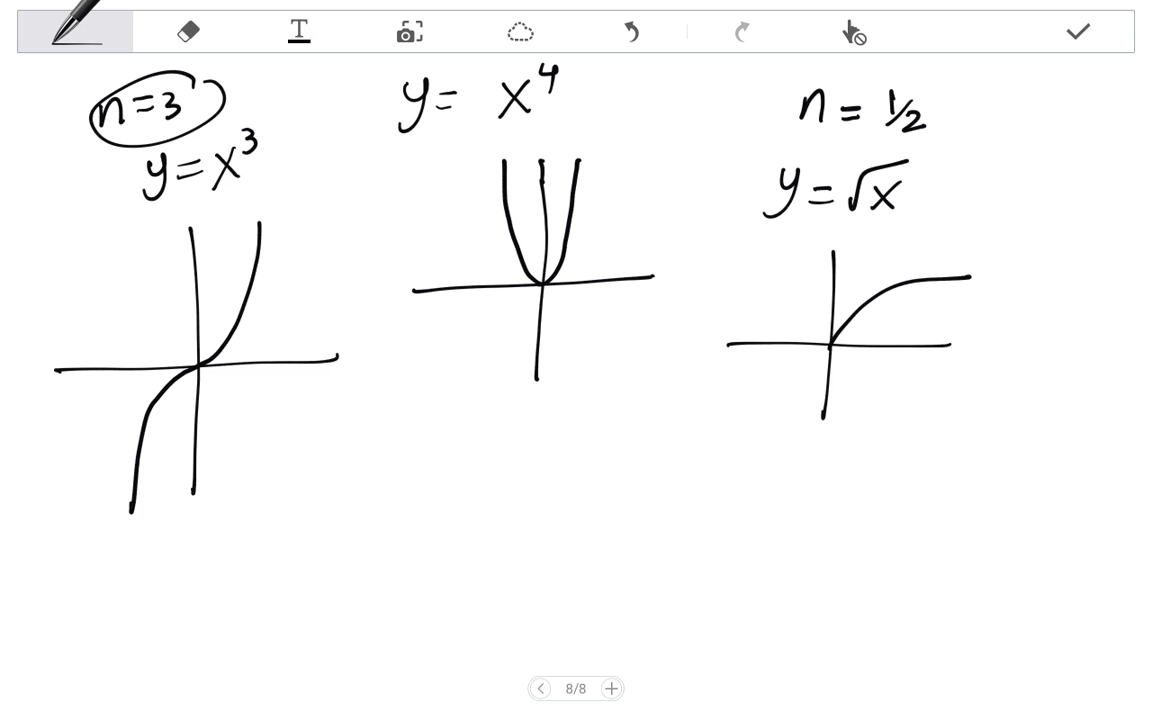 T
n=3
y=x³
y= x⁴
n = ½
y=√x
8/8